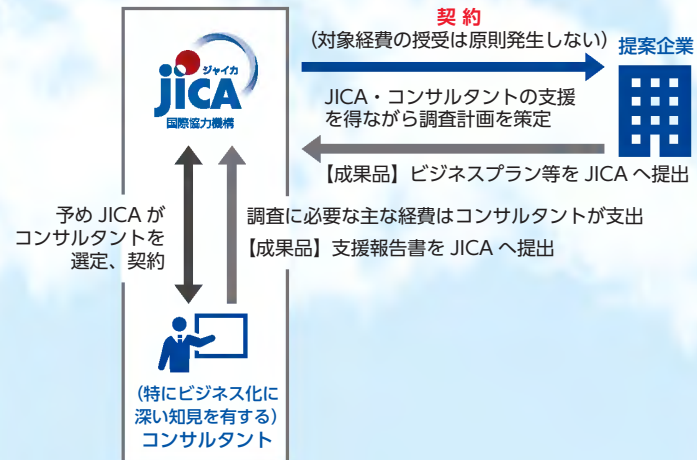 契 約
（対象経費の授受は原則発生しない）
提案企業
ジャイカ
jICA
国際協力機構
JICA・コンサルタントの支援
を得ながら調査計画を策定
【成果品】ビジネスプラン等を JICA へ提出
予め JICA が
コンサルタントを
選定、契約
調査に必要な主な経費はコンサルタントが支出
【成果品】支援報告書を JICA へ提出
（特にビジネス化に
深い知見を有する）
コンサルタント